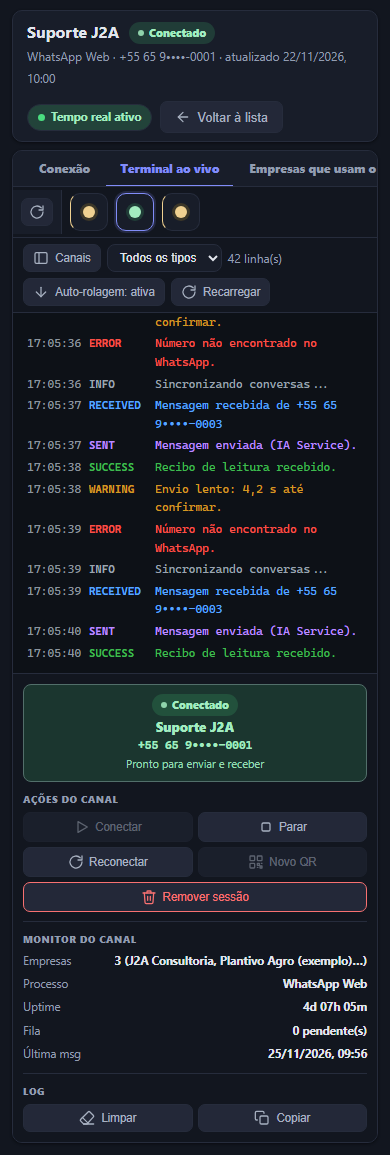 Suporte J2A
Conectado
WhatsApp Web · +55 65 9••••-0001 · atualizado 22/11/2026,
10:00
Tempo real ativo
Voltar à lista
Conexão
Terminal ao vivo
Empresas que usam o
Canais
Todos os tipos
42 linha(s)
Auto-rolagem: ativa
Recarregar
confirmar.
17:05:36 ERROR Número não encontrado no
WhatsApp.
17:05:36 INFO Sincronizando conversas...
17:05:37 RECEIVED Mensagem recebida de +55 65
9••••-0003
17:05:37 SENT Mensagem enviada (IA Service).
17:05:38 SUCCESS Recibo de leitura recebido.
17:05:38 WARNING Envio lento: 4,2 s até
confirmar.
17:05:39 ERROR Número não encontrado no
WhatsApp.
17:05:39 INFO Sincronizando conversas...
17:05:39 RECEIVED Mensagem recebida de +55 65
9••••-0003
17:05:40 SENT Mensagem enviada (IA Service).
17:05:40 SUCCESS Recibo de leitura recebido.
Conectado
Suporte J2A
+55 65 9••••-0001
Pronto para enviar e receber
AÇÕES DO CANAL
Conectar
Parar
Reconectar
Novo QR
Remover sessão
MONITOR DO CANAL
Empresas 3 (J2A Consultoria, Plantivo Agro (exemplo)…)
Processo WhatsApp Web
Uptime 4d 07h 05m
Fila 0 pendente(s)
Última msg 25/11/2026, 09:56
LOG
Limpar
Copiar